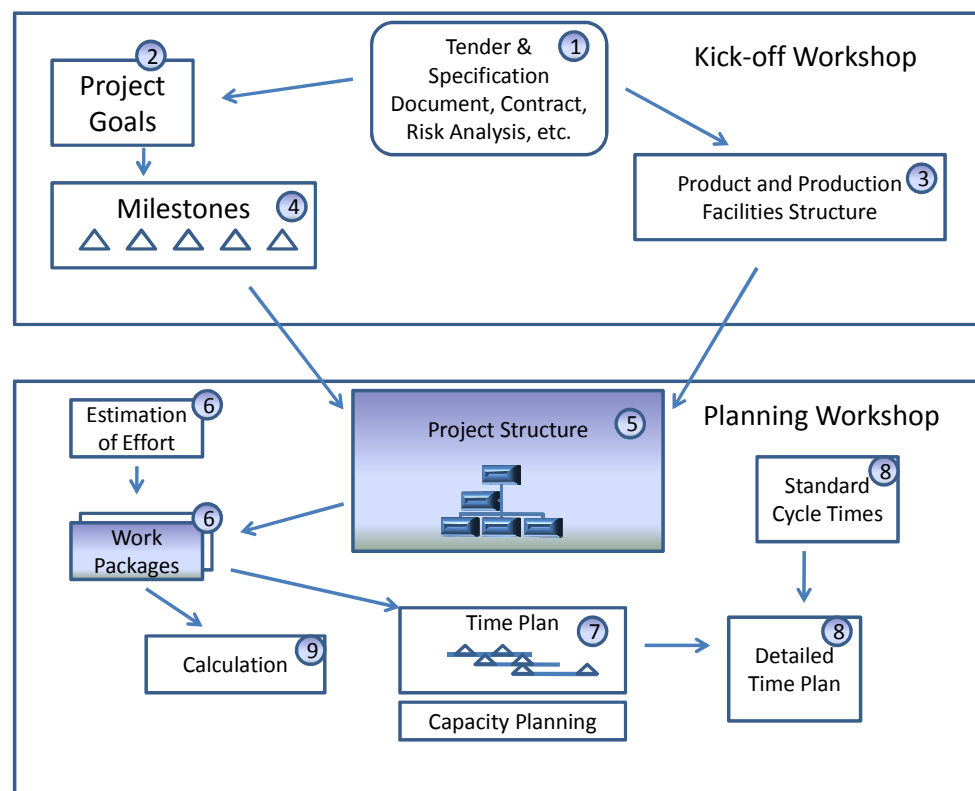 Kick-off Workshop
1
Tender &
Specification
Document, Contract,
Risk Analysis, etc.
2
Project
Goals
3
Product and Production
Facilities Structure
4
Milestones
Planning Workshop
5
Project Structure
6
Estimation
of Effort
6
Work
Packages
8
Standard
Cycle Times
7
Time Plan
Capacity Planning
8
Detailed
Time Plan
9
Calculation